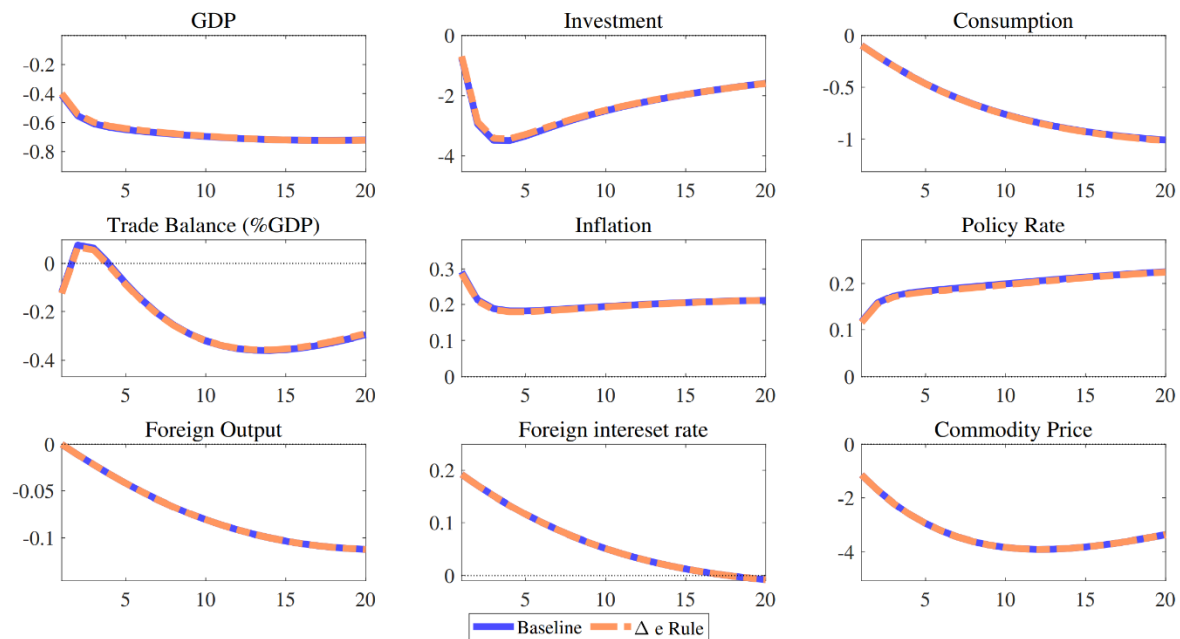 GDP
Investment
Consumption
-0.2
-0.4
-0.6
-0.8
5 10 15 20
0
-2
-4
5 10 15 20
0
-0.5
-1
5 10 15 20
Trade Balance (%GDP)
Inflation
Policy Rate
0
-0.2
-0.4
5 10 15 20
0.3
0.2
0.1
0
5 10 15 20
0.2
0.1
0
5 10 15 20
Foreign Output
Foreign intereset rate
Commodity Price
0
-0.05
-0.1
5 10 15 20
0.2
0.1
0
5 10 15 20
0
-2
-4
5 10 15 20
Baseline
Δ e Rule